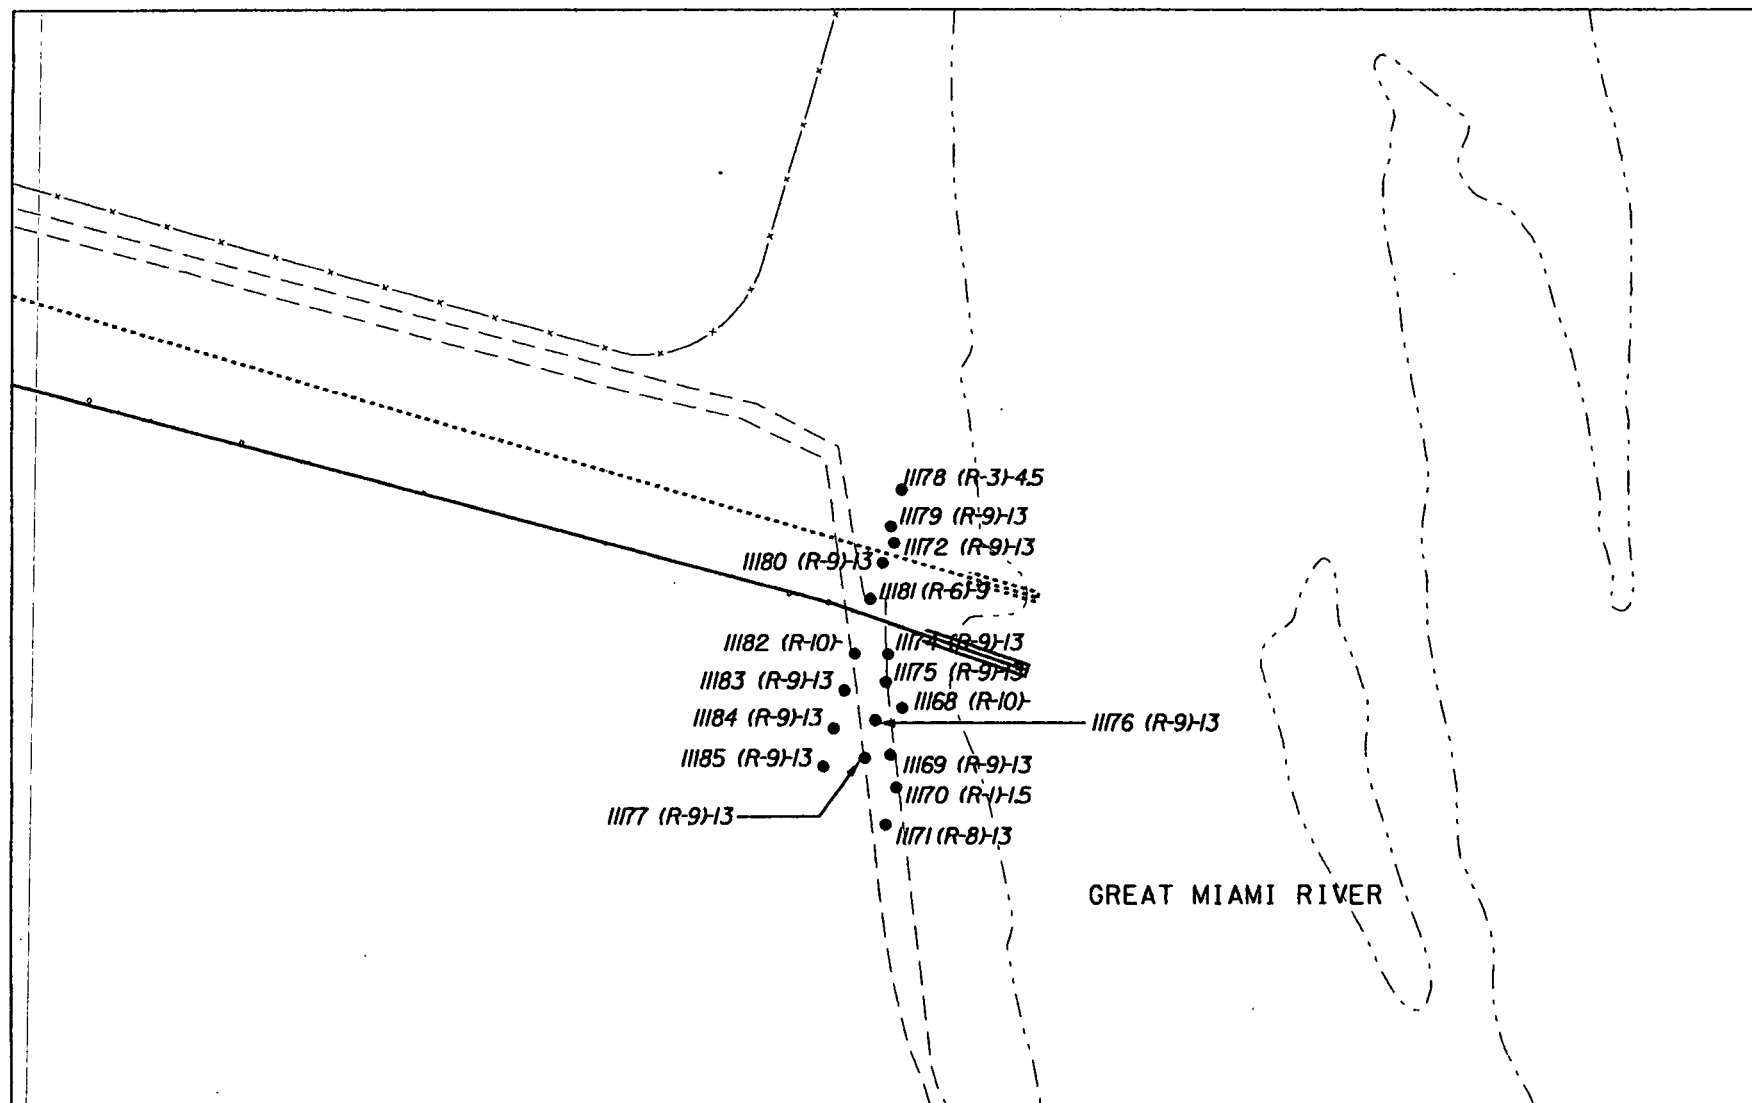 11178 (R-3)-4.5
11179 (R-9)-13
11172 (R-9)-13
11180 (R-9)-13
11181 (R-6)-9
11182 (R-10)-
11174 (R-9)-13
11183 (R-9)-13
11175 (R-9)-13
11168 (R-10)-
11184 (R-9)-13
11176 (R-9)-13
11185 (R-9)-13
11169 (R-9)-13
11170 (R-1)-1.5
11177 (R-9)-13
11171 (R-8)-13
GREAT MIAMI RIVER